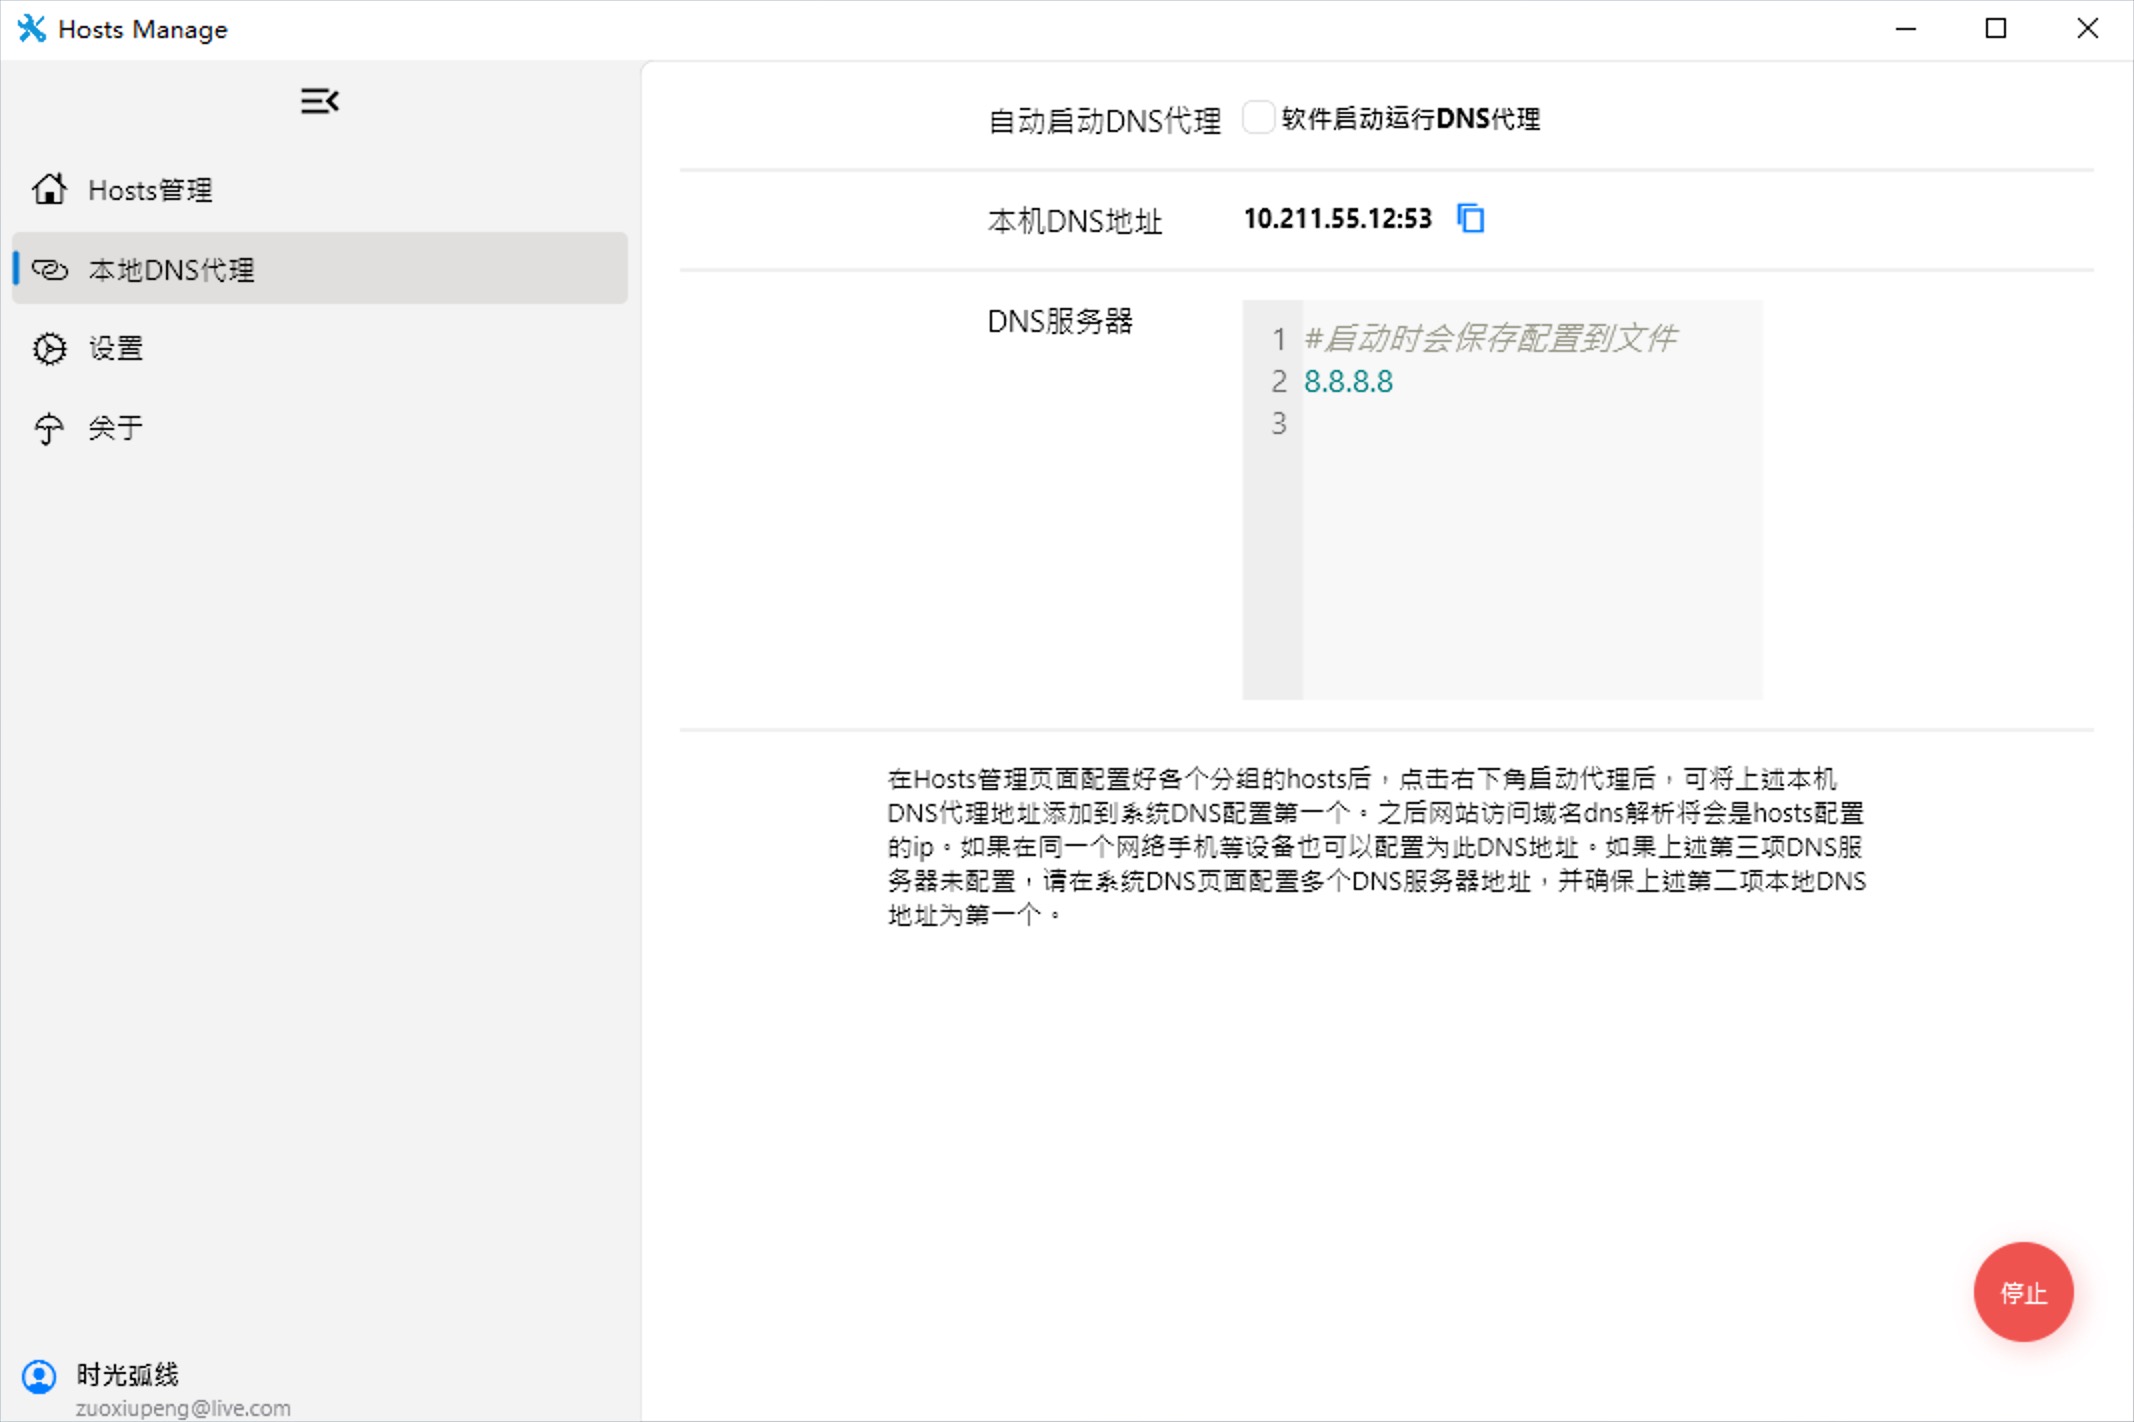 Hosts Manage
Hosts管理
本地DNS代理
设置
关于
自动启动DNS代理 软件启动运行DNS代理
本机DNS地址 10.211.55.12:53
DNS服务器
1 #启动时会保存配置到文件
2 8.8.8.8
3
在Hosts管理页面配置好各个分组的hosts后，点击右下角启动代理后，可将上述本机
DNS代理地址添加到系统DNS配置第一个。之后网站访问域名dns解析将会是hosts配置
的ip。如果在同一个网络手机等设备也可以配置为此DNS地址。如果上述第三项DNS服
务器未配置，请在系统DNS页面配置多个DNS服务器地址，并确保上述第二项本地DNS
地址为第一个。
停止
时光弧线
zuoxiupeng@live.com